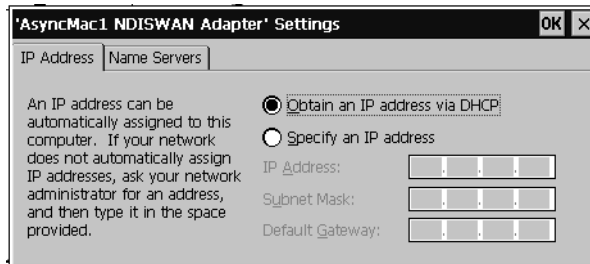 'AsyncMac1 NDISWAN Adapter' Settings OK ×
IP Address Name Servers
An IP address can be
automatically assigned to this
computer. If your network
does not automatically assign
IP addresses, ask your network
administrator for an address,
and then type it in the space
provided.
Obtain an IP address via DHCP
Specify an IP address
IP Address:
Subnet Mask:
Default Gateway: